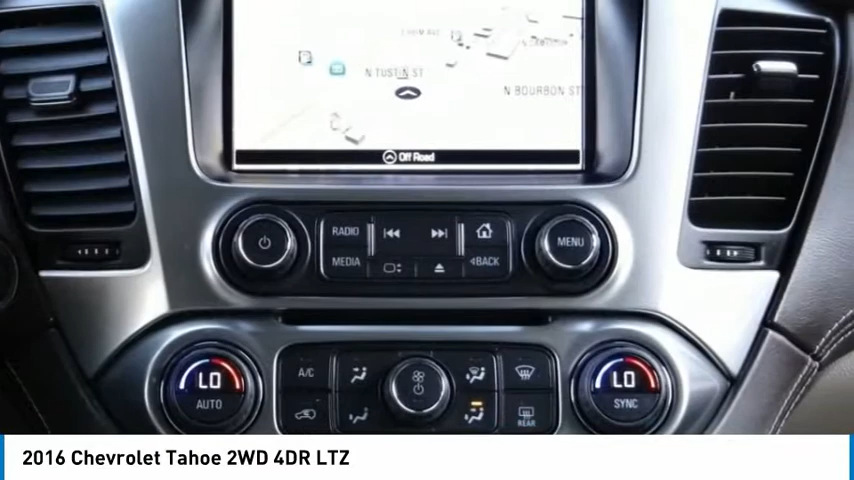 N TUSTIN ST
N BOURBON ST
Off Road
RADIO
MEDIA
BACK
MENU
LO
AUTO
A/C
REAR
LO
SYNC
2016 Chevrolet Tahoe 2WD 4DR LTZ